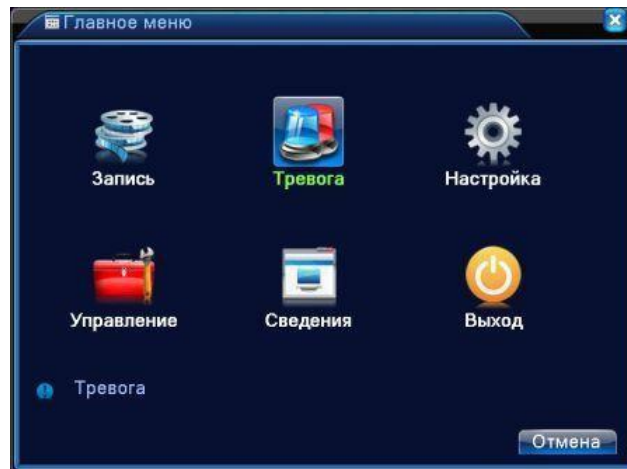 Главное меню
Запись Тревога Настройка
Управление Сведения Выход
Тревога
Отмена